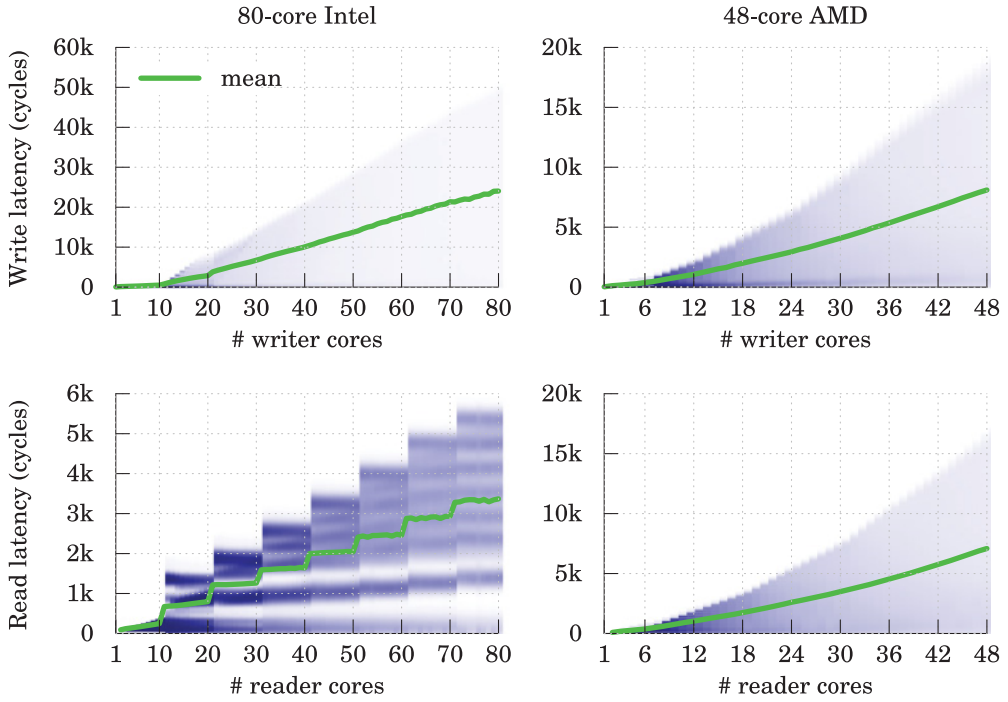 80-core Intel
48-core AMD
Write latency (cycles)
60k
50k
40k
30k
20k
10k
0
mean
1 10 20 30 40 50 60 70 80
# writer cores
20k
15k
10k
5k
0
1 6 12 18 24 30 36 42 48
# writer cores
Read latency (cycles)
6k
5k
4k
3k
2k
1k
0
1 10 20 30 40 50 60 70 80
# reader cores
20k
15k
10k
5k
0
1 6 12 18 24 30 36 42 48
# reader cores